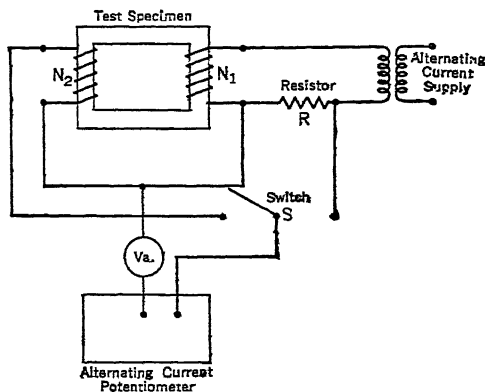 Test Specimen
N2
N1
Resistor
R
Alternating
Current
Supply
Switch
S
Va.
Alternating Current
Potentiometer